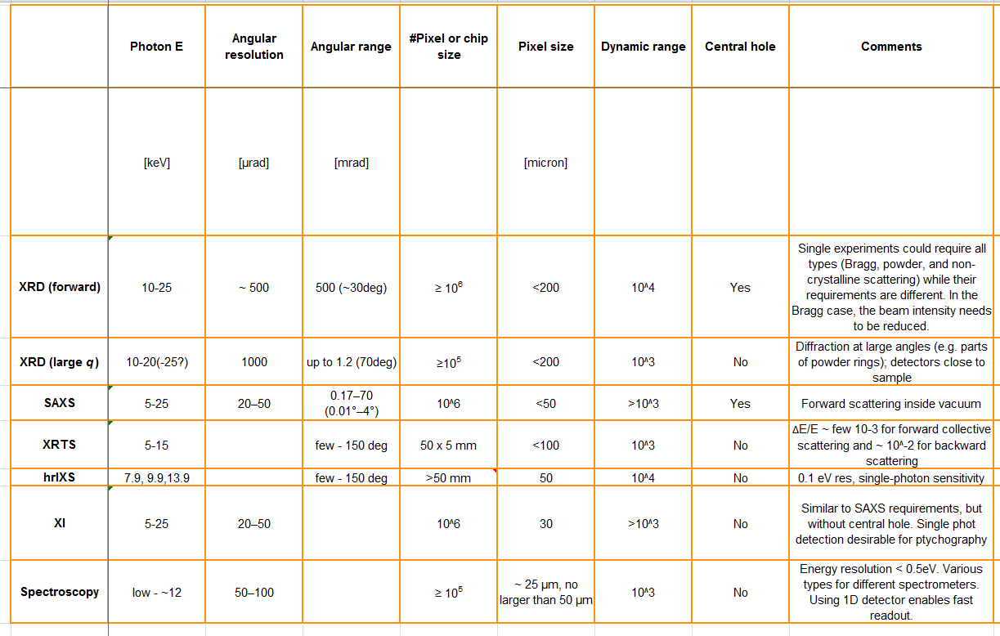 Photon E
Angular
resolution
Angular range
#Pixel or chip
size
Pixel size
Dynamic range
Central hole
Comments
[keV]
[µrad]
[mrad]
[micron]
XRD (forward)
10-25
~ 500
500 (~30deg)
≥ 10⁶
<200
10^4
Yes
Single experiments could require all
types (Bragg, powder, and non-
crystalline scattering) while their
requirements are different. In the
Bragg case, the beam intensity needs
to be reduced.
XRD (large q)
10-20(-25?)
1000
up to 1.2 (70deg)
≥10⁵
<200
10^3
No
Diffraction at large angles (e.g. parts
of powder rings); detectors close to
sample
SAXS
5-25
20–50
0.17–70
(0.01°–4°)
10^6
<50
>10^3
Yes
Forward scattering inside vacuum
XRTS
5-15
few - 150 deg
50 x 5 mm
<100
10^3
No
ΔE/E ~ few 10-3 for forward collective
scattering and ~ 10^-2 for backward
scattering
hrIXS
7.9, 9.9,13.9
few - 150 deg
>50 mm
50
10^4
No
0.1 eV res, single-photon sensitivity
XI
5-25
20–50
10^6
30
>10^3
No
Similar to SAXS requirements, but
without central hole. Single phot
detection desirable for ptychography
Spectroscopy
low - ~12
50–100
≥ 10⁵
~ 25 µm, no
larger than 50 µm
10^3
No
Energy resolution < 0.5eV. Various
types for different spectrometers.
Using 1D detector enables fast
readout.